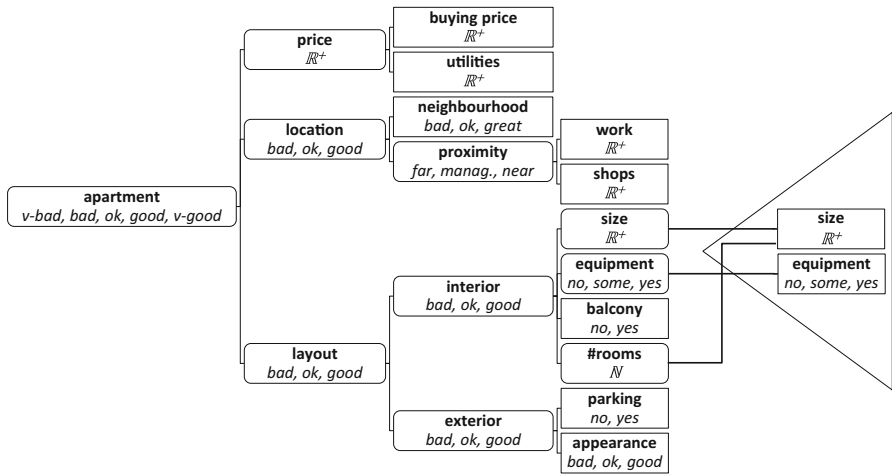 buying price
ℝ⁺
price
ℝ⁺
utilities
ℝ⁺
neighbourhood
bad, ok, great
location
bad, ok, good
proximity
far, manag., near
work
ℝ⁺
shops
ℝ⁺
apartment
v-bad, bad, ok, good, v-good
size
ℝ⁺
size
ℝ⁺
interior
bad, ok, good
equipment
no, some, yes
equipment
no, some, yes
balcony
no, yes
layout
bad, ok, good
#rooms
ℕ
exterior
bad, ok, good
parking
no, yes
appearance
bad, ok, good